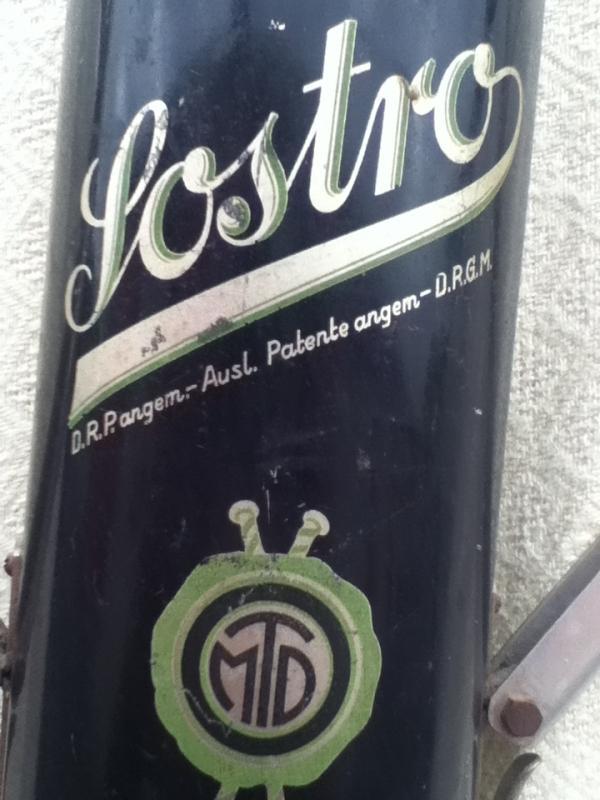 Lostro
D.R.P. angem.- Ausl. Patente angem- D.R.G.M.
MTD